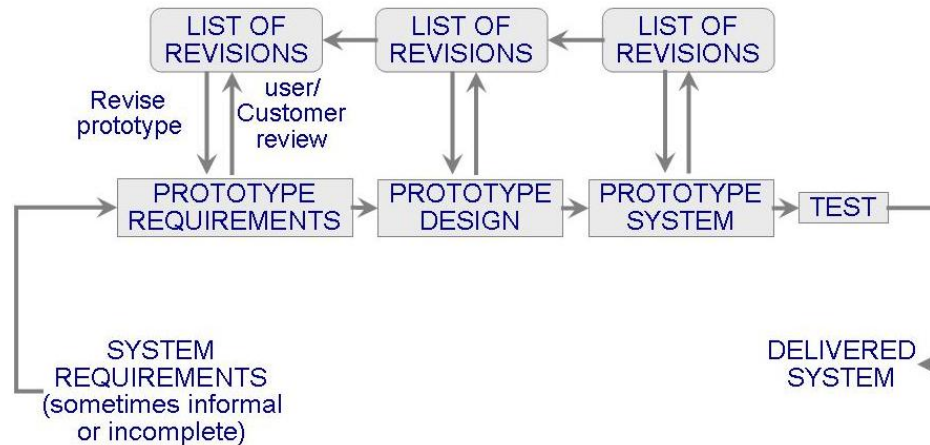 LIST OF
REVISIONS
LIST OF
REVISIONS
LIST OF
REVISIONS
Revise
prototype
user/
Customer
review
PROTOTYPE
REQUIREMENTS
PROTOTYPE
DESIGN
PROTOTYPE
SYSTEM
TEST
SYSTEM
REQUIREMENTS
(sometimes informal
or incomplete)
DELIVERED
SYSTEM